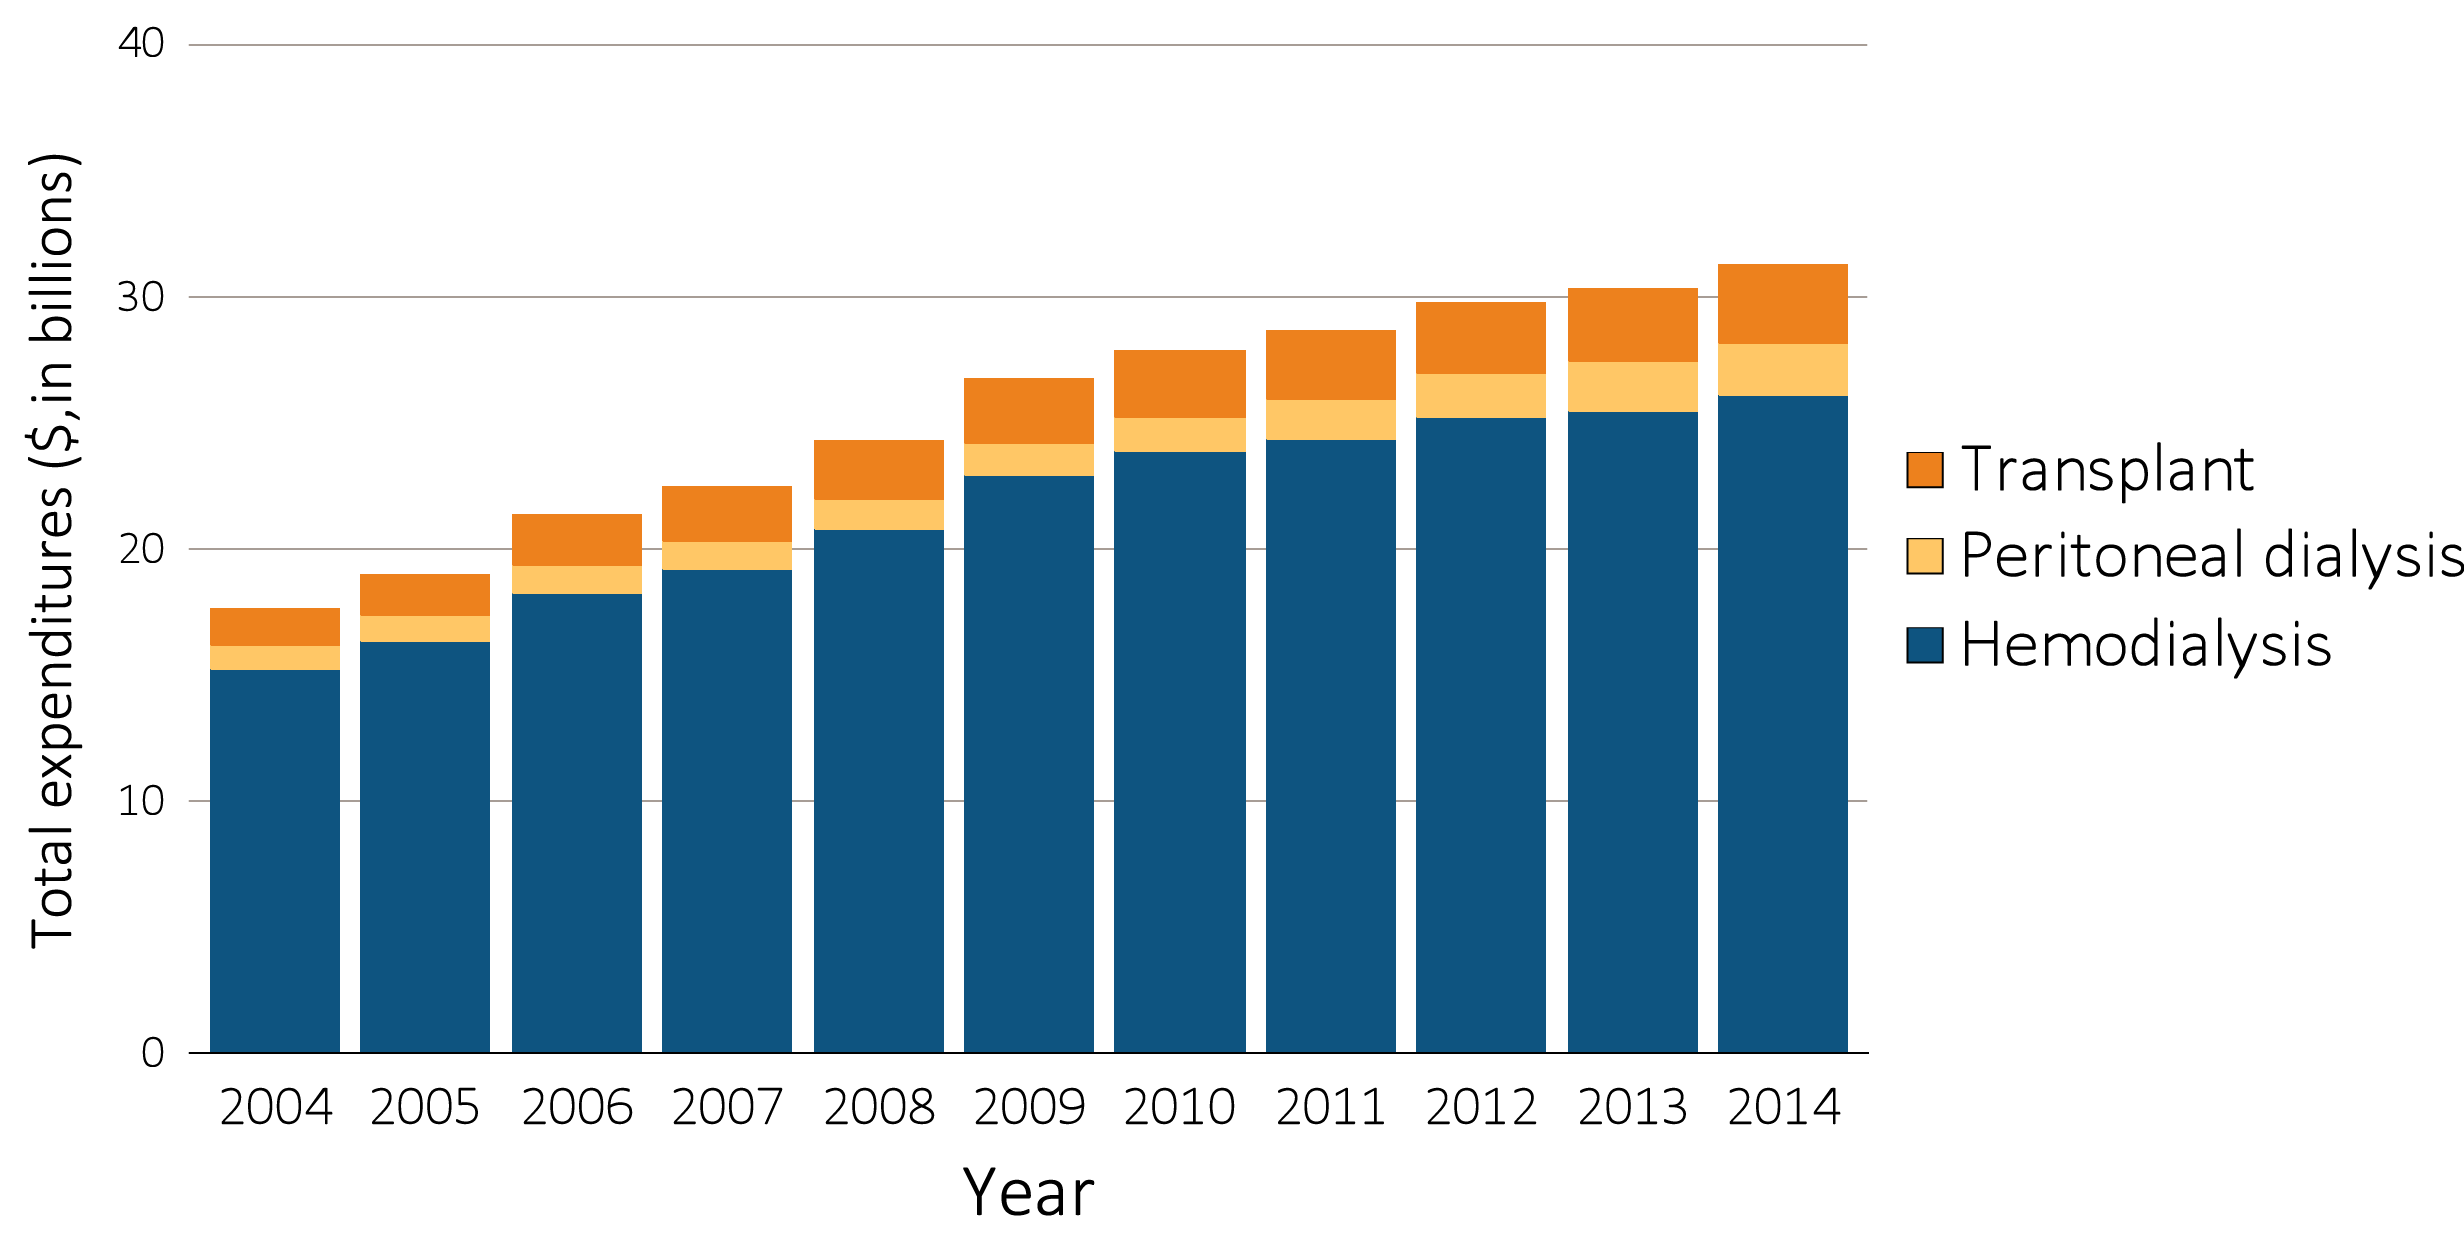 Total expenditures ($,in billions)
40
30
20
10
0
2004 2005 2006 2007 2008 2009 2010 2011 2012 2013 2014
Year
Transplant
Peritoneal dialysis
Hemodialysis